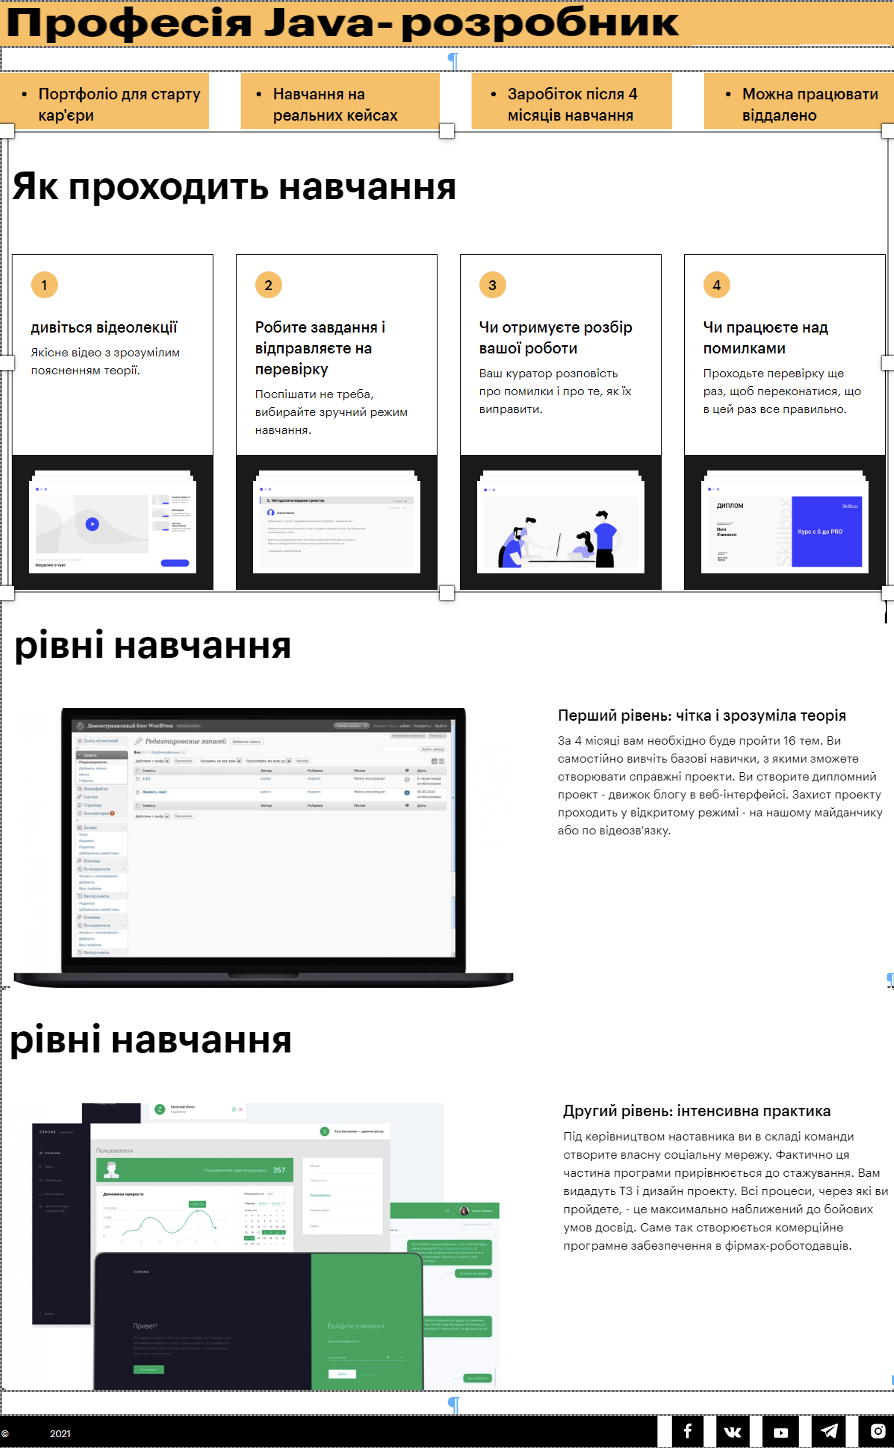 Професія Java-розробник
Портфоліо для старту
кар'єри
Навчання на
реальних кейсах
Заробіток після 4
місяців навчання
Можна працювати
віддалено
Як проходить навчання
1
дивіться відеолекції
Якісне відео з зрозумілим
поясненням теорії.
2
Робите завдання і
відправляєте на
перевірку
Поспішати не треба,
вибирайте зручний режим
навчання.
3
Чи отримуєте розбір
вашої роботи
Ваш куратор розповість
про помилки і про те, як їх
виправити.
4
Чи працюєте над
помилками
Проходьте перевірку ще
раз, щоб переконатися, що
в цей раз все правильно.
Введение в курс
ДИПЛОМ
Skillbox
Имя
Фамилия
Курс с 0 до PRO
Skillbox
рівні навчання
Демонстрационный блог WordPress
Редактирование записей
Перший рівень: чітка і зрозуміла теорія
За 4 місяці вам необхідно буде пройти 16 тем. Ви
самостійно вивчіть базові навички, з якими зможете
створювати справжні проекти. Ви створите дипломний
проект - движок блогу в веб-інтерфейсі. Захист проекту
проходить у відкритому режимі - на нашому майданчику
або по відеозв'язку.
рівні навчання
Пользователи
357
Динамика прироста
Привет!
Войдите в аккаунт
Другий рівень: інтенсивна практика
Під керівництвом наставника ви в складі команди
створите власну соціальну мережу. Фактично ця
частина програми прирівнюється до стажування. Вам
видадуть ТЗ і дизайн проекту. Всі процеси, через які ви
пройдете, - це максимально наближений до бойових
умов досвід. Саме так створюється комерційне
програмне забезпечення в фірмах-роботодавців.
© 2021